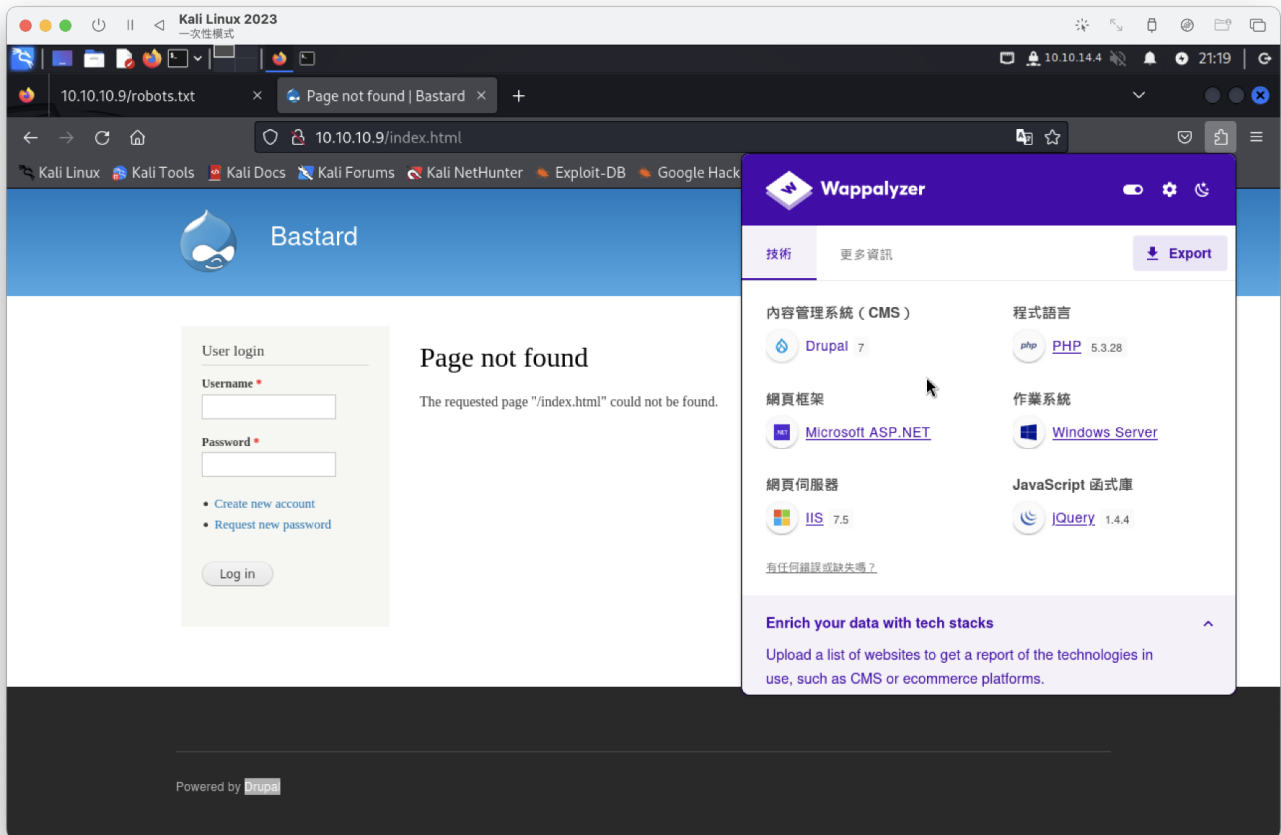 Kali Linux 2023
一次性模式
10.10.14.4
21:19
10.10.10.9/robots.txt
Page not found | Bastard
10.10.10.9/index.html
Kali Linux
Kali Tools
Kali Docs
Kali Forums
Kali NetHunter
Exploit-DB
Google Hack
Bastard
User login
Username *
Password *
Create new account
Request new password
Log in
Page not found
The requested page "/index.html" could not be found.
Powered by Drupal
Wappalyzer
技術
更多資訊
Export
內容管理系統（CMS）
Drupal 7
程式語言
php PHP 5.3.28
網頁框架
.NET Microsoft ASP.NET
作業系統
Windows Server
網頁伺服器
IIS 7.5
JavaScript 函式庫
jQuery 1.4.4
有任何錯誤或缺失嗎？
Enrich your data with tech stacks
Upload a list of websites to get a report of the technologies in
use, such as CMS or ecommerce platforms.